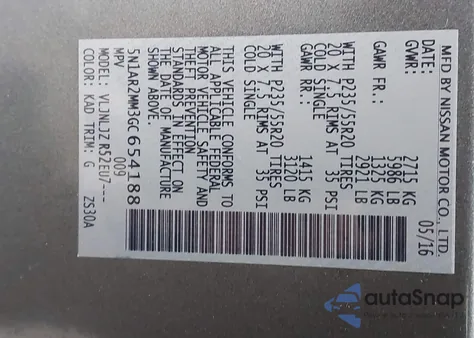 MFD BY NISSAN MOTOR CO., LTD.
DATE: 05/16
GVWR: 2715 KG
5986 LB
GAWR FR.: 1325 KG
2921 LB
WITH P235/55R20 TIRES
20 X 7.5 RIMS AT 35 PSI
COLD SINGLE
GAWR RR.: 1415 KG
3120 LB
WITH P235/55R20 TIRES
20 X 7.5 RIMS AT 35 PSI
COLD SINGLE
THIS VEHICLE CONFORMS TO
ALL APPLICABLE FEDERAL
MOTOR VEHICLE SAFETY AND
THEFT PREVENTION
STANDARDS IN EFFECT ON
THE DATE OF MANUFACTURE
SHOWN ABOVE.
5N1AR2MM3GC654188
MPV 009
MODEL: VLJNLJZ R52EU7---
COLOR: KAD TRIM: G ZS30A
autoSnap